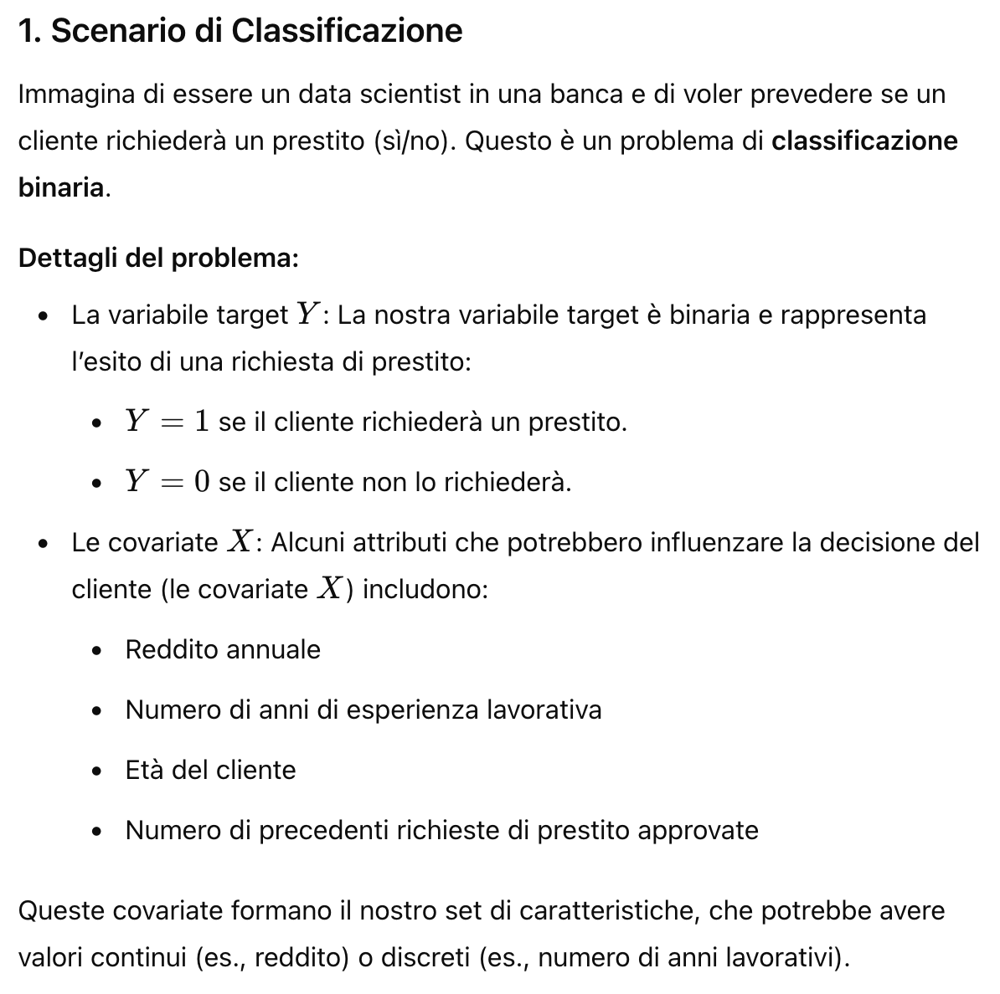 1. Scenario di Classificazione
Immagina di essere un data scientist in una banca e di voler prevedere se un
cliente richiederà un prestito (sì/no). Questo è un problema di classificazione
binaria.
Dettagli del problema:
• La variabile target Y: La nostra variabile target è binaria e rappresenta
l’esito di una richiesta di prestito:
• Y = 1 se il cliente richiederà un prestito.
• Y = 0 se il cliente non lo richiederà.
• Le covariate X: Alcuni attributi che potrebbero influenzare la decisione del
cliente (le covariate X) includono:
• Reddito annuale
• Numero di anni di esperienza lavorativa
• Età del cliente
• Numero di precedenti richieste di prestito approvate
Queste covariate formano il nostro set di caratteristiche, che potrebbe avere
valori continui (es., reddito) o discreti (es., numero di anni lavorativi).